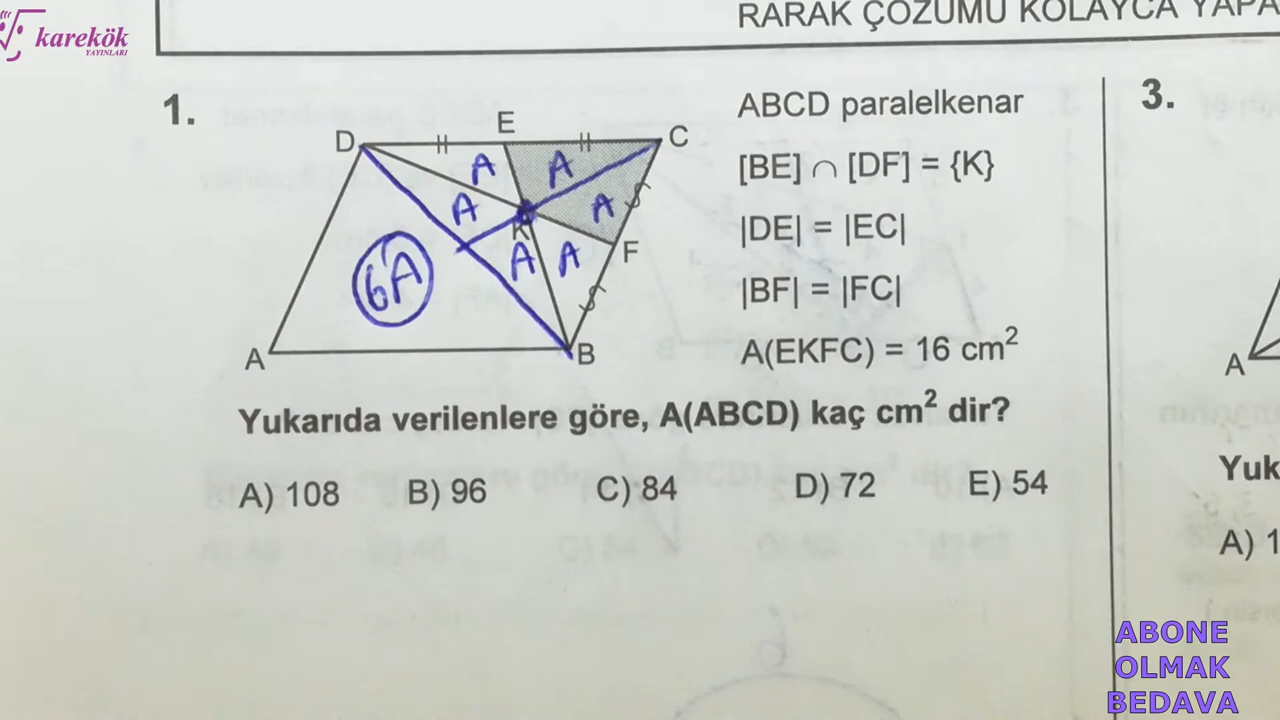 karekök
YAYINLARI
RARAK ÇÖZÜMÜ KOLAYCA YAPA
1.
ABCD paralelkenar
[BE] ∩ [DF] = {K}
|DE| = |EC|
|BF| = |FC|
A(EKFC) = 16 cm²
D E C
A A
A A
K F
A A
6A
A B
Yukarıda verilenlere göre, A(ABCD) kaç cm² dir?
A) 108 B) 96 C) 84 D) 72 E) 54
3.
A
Yuk
A) 1
ABONE
OLMAK
BEDAVA